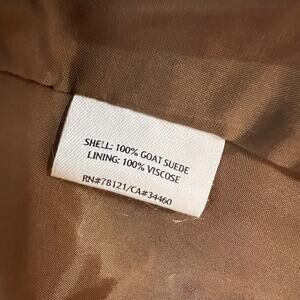 SHELL: 100% GOAT SUEDE
LINING: 100% VISCOSE
RN#78121/CA#34460